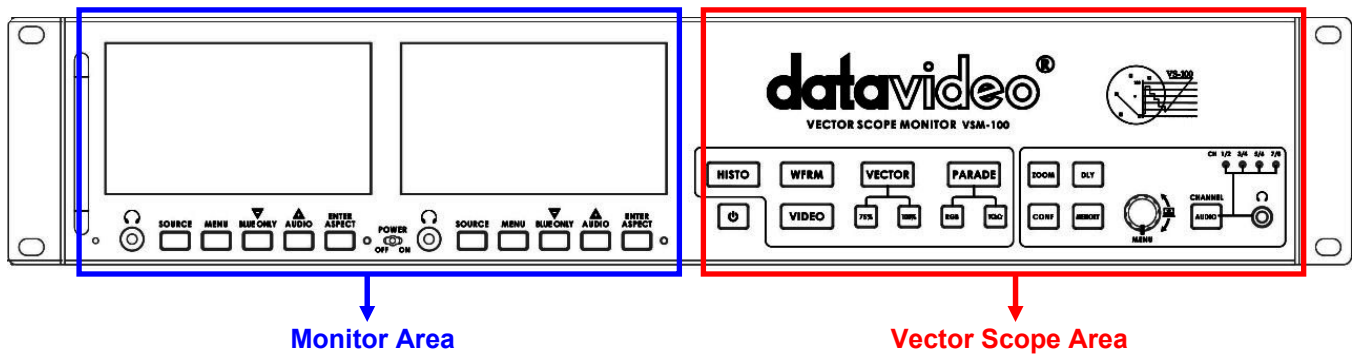 datavideo®
VECTOR SCOPE MONITOR VSM-100
VS-100
CH 1/2 3/4 5/6 7/8
HISTO WFRM VECTOR PARADE ZOOM DLY
CHANNEL
VIDEO 75% 100% RGB YCbCr CONF MEMORY AUDIO
MENU
SOURCE MENU BLUE ONLY AUDIO ENTER ASPECT
POWER
OFF ON
SOURCE MENU BLUE ONLY AUDIO ENTER ASPECT
Monitor Area
Vector Scope Area